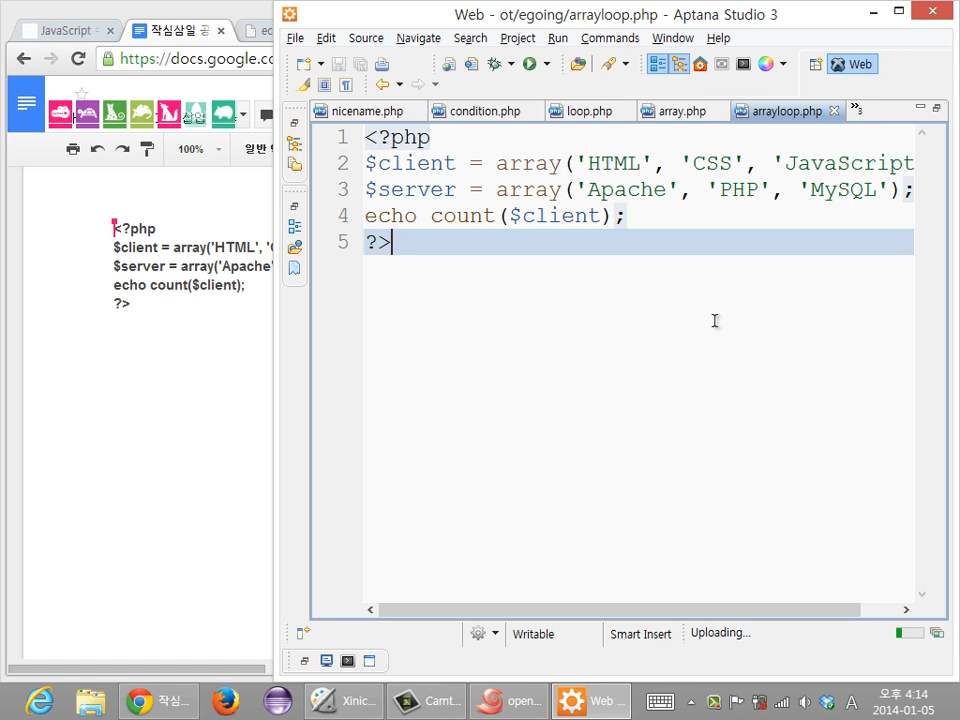 Web - ot/egoing/arrayloop.php - Aptana Studio 3
JavaScript
작심삼일 공
https://docs.google.co
File Edit Source Navigate Search Project Run Commands Window Help
Web
nicename.php condition.php loop.php array.php arrayloop.php
3
100%
일반
1 <?php
2 $client = array('HTML', 'CSS', 'JavaScript
3 $server = array('Apache', 'PHP', 'MySQL');
4 echo count($client);
5 ?>
<?php
$client = array('HTML', '
$server = array('Apache'
echo count($client);
?>
Writable Smart Insert Uploading...
작심... Xinic... Camt... open... Web ...
A
오후 4:14
2014-01-05